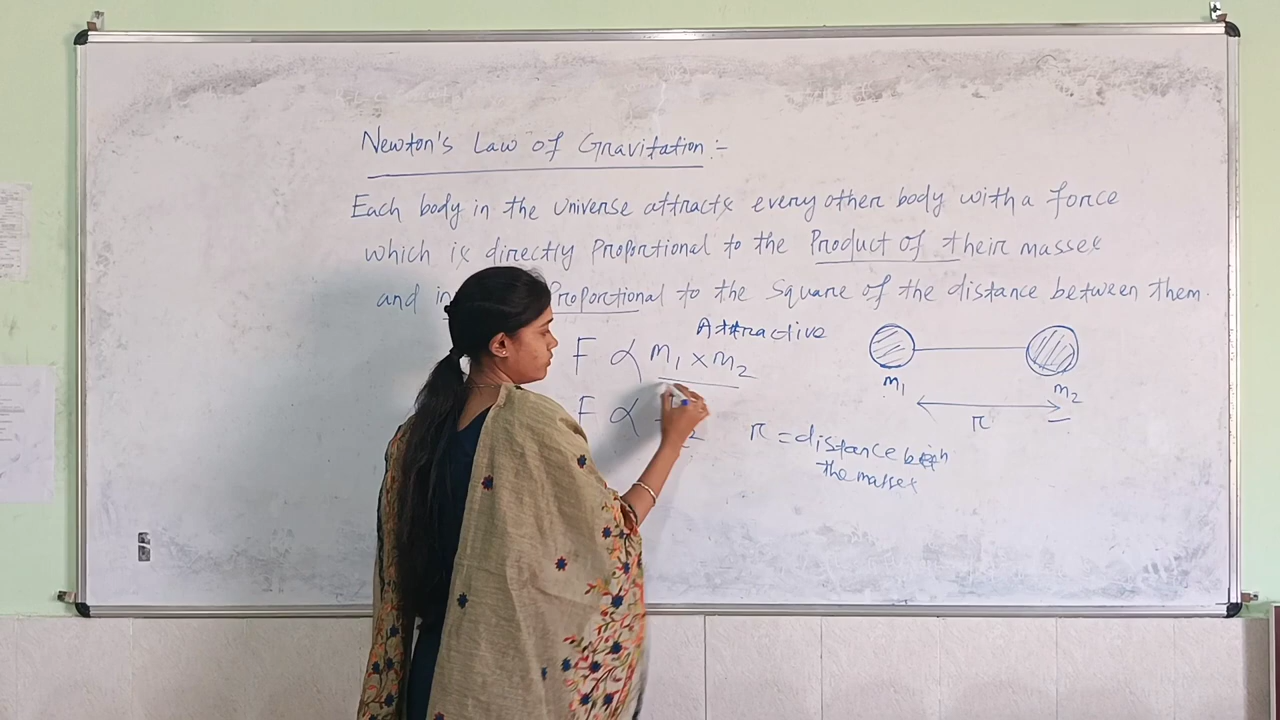 Newton's Law of Gravitation :-
Each body in the universe attracts every other body with a force
which is directly proportional to the Product of their masses
and in Proportional to the Square of the distance between them.
Attractive
F ∝ m₁ × m₂
F ∝
m₁
m₂
r
r = distance
the masses